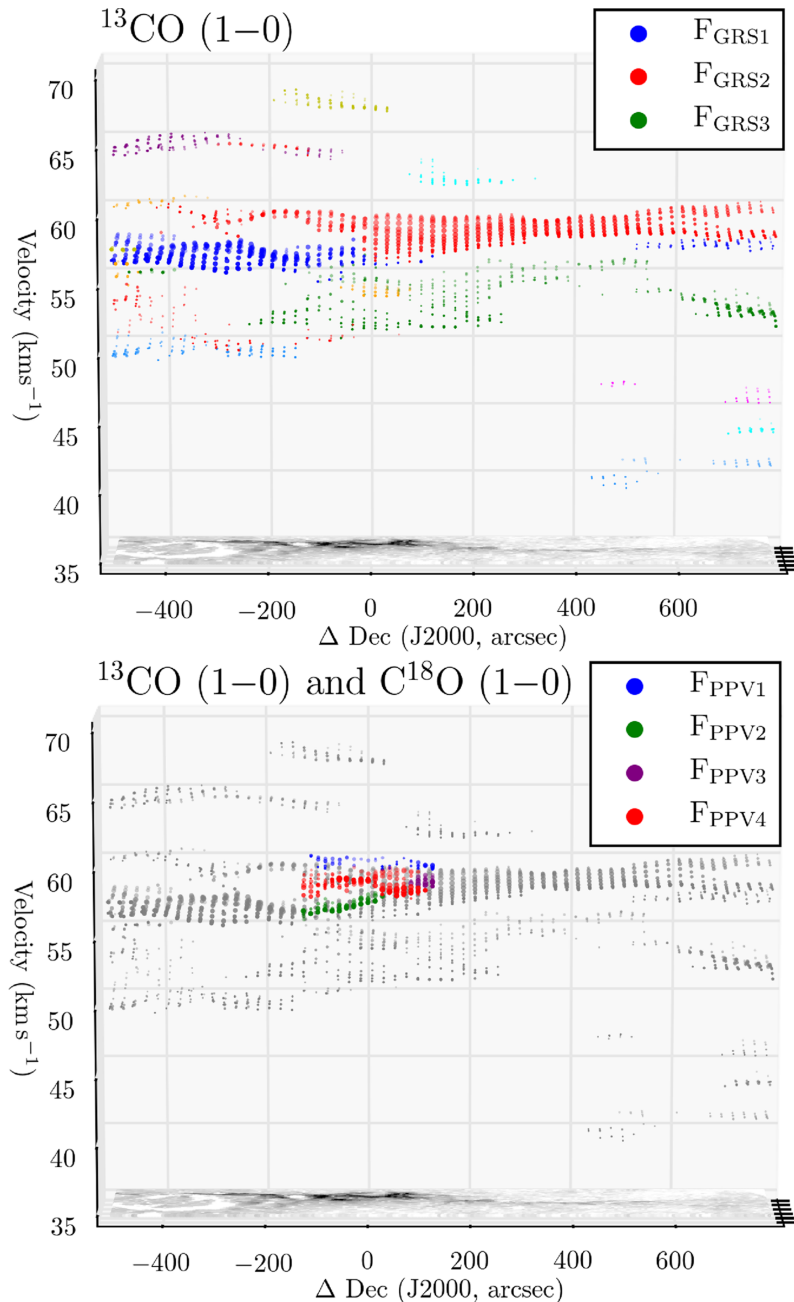 ¹³CO (1−0)
F_GRS1
F_GRS2
F_GRS3
70
65
60
55
50
45
40
35
Velocity (kms⁻¹)
−400 −200 0 200 400 600
Δ Dec (J2000, arcsec)
¹³CO (1−0) and C¹⁸O (1−0)
F_PPV1
F_PPV2
F_PPV3
F_PPV4
70
65
60
55
50
45
40
35
Velocity (km s⁻¹)
−400 −200 0 200 400 600
Δ Dec (J2000, arcsec)